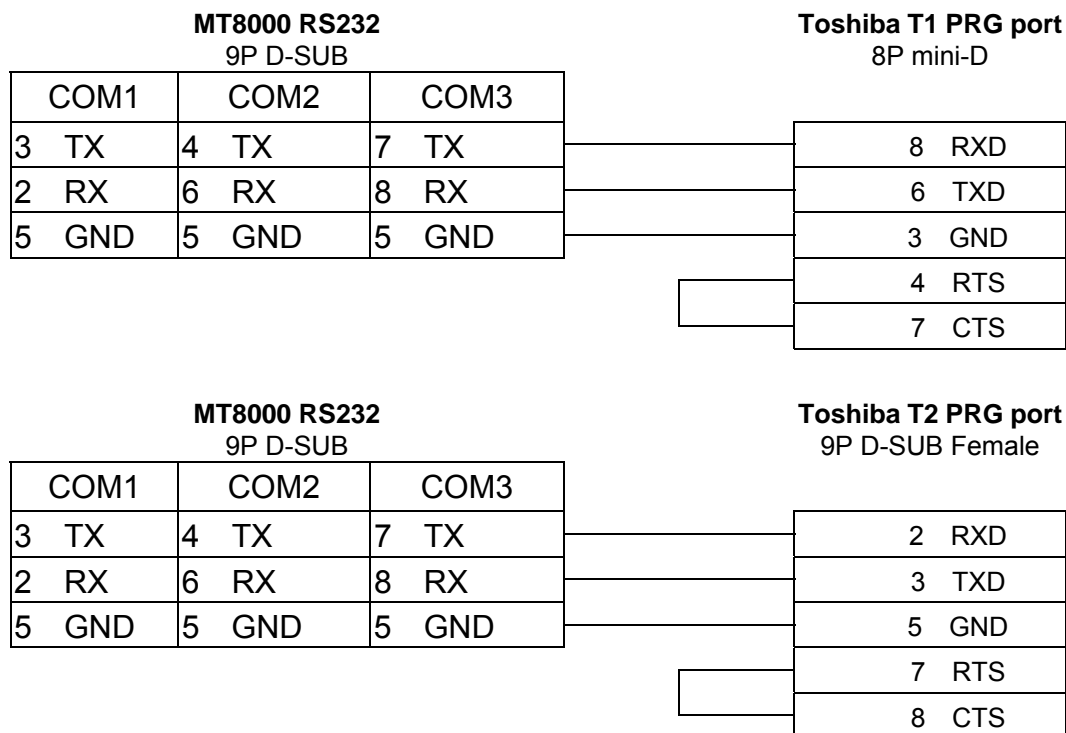 MT8000 RS232 Toshiba T1 PRG port
9P D-SUB 8P mini-D
COM1 COM2 COM3
3 TX 4 TX 7 TX 8 RXD
2 RX 6 RX 8 RX 6 TXD
5 GND 5 GND 5 GND 3 GND
4 RTS
7 CTS
MT8000 RS232 Toshiba T2 PRG port
9P D-SUB 9P D-SUB Female
COM1 COM2 COM3
3 TX 4 TX 7 TX 2 RXD
2 RX 6 RX 8 RX 3 TXD
5 GND 5 GND 5 GND 5 GND
7 RTS
8 CTS